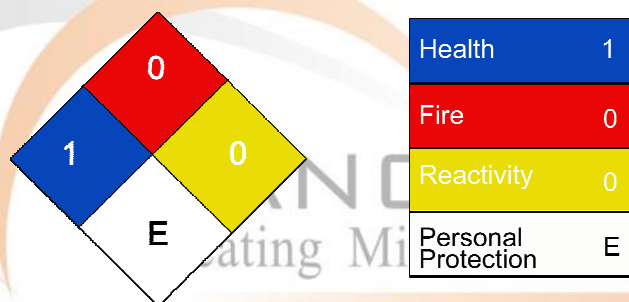 0
1
0
E
Health 1
Fire 0
Reactivity 0
Personal
Protection E